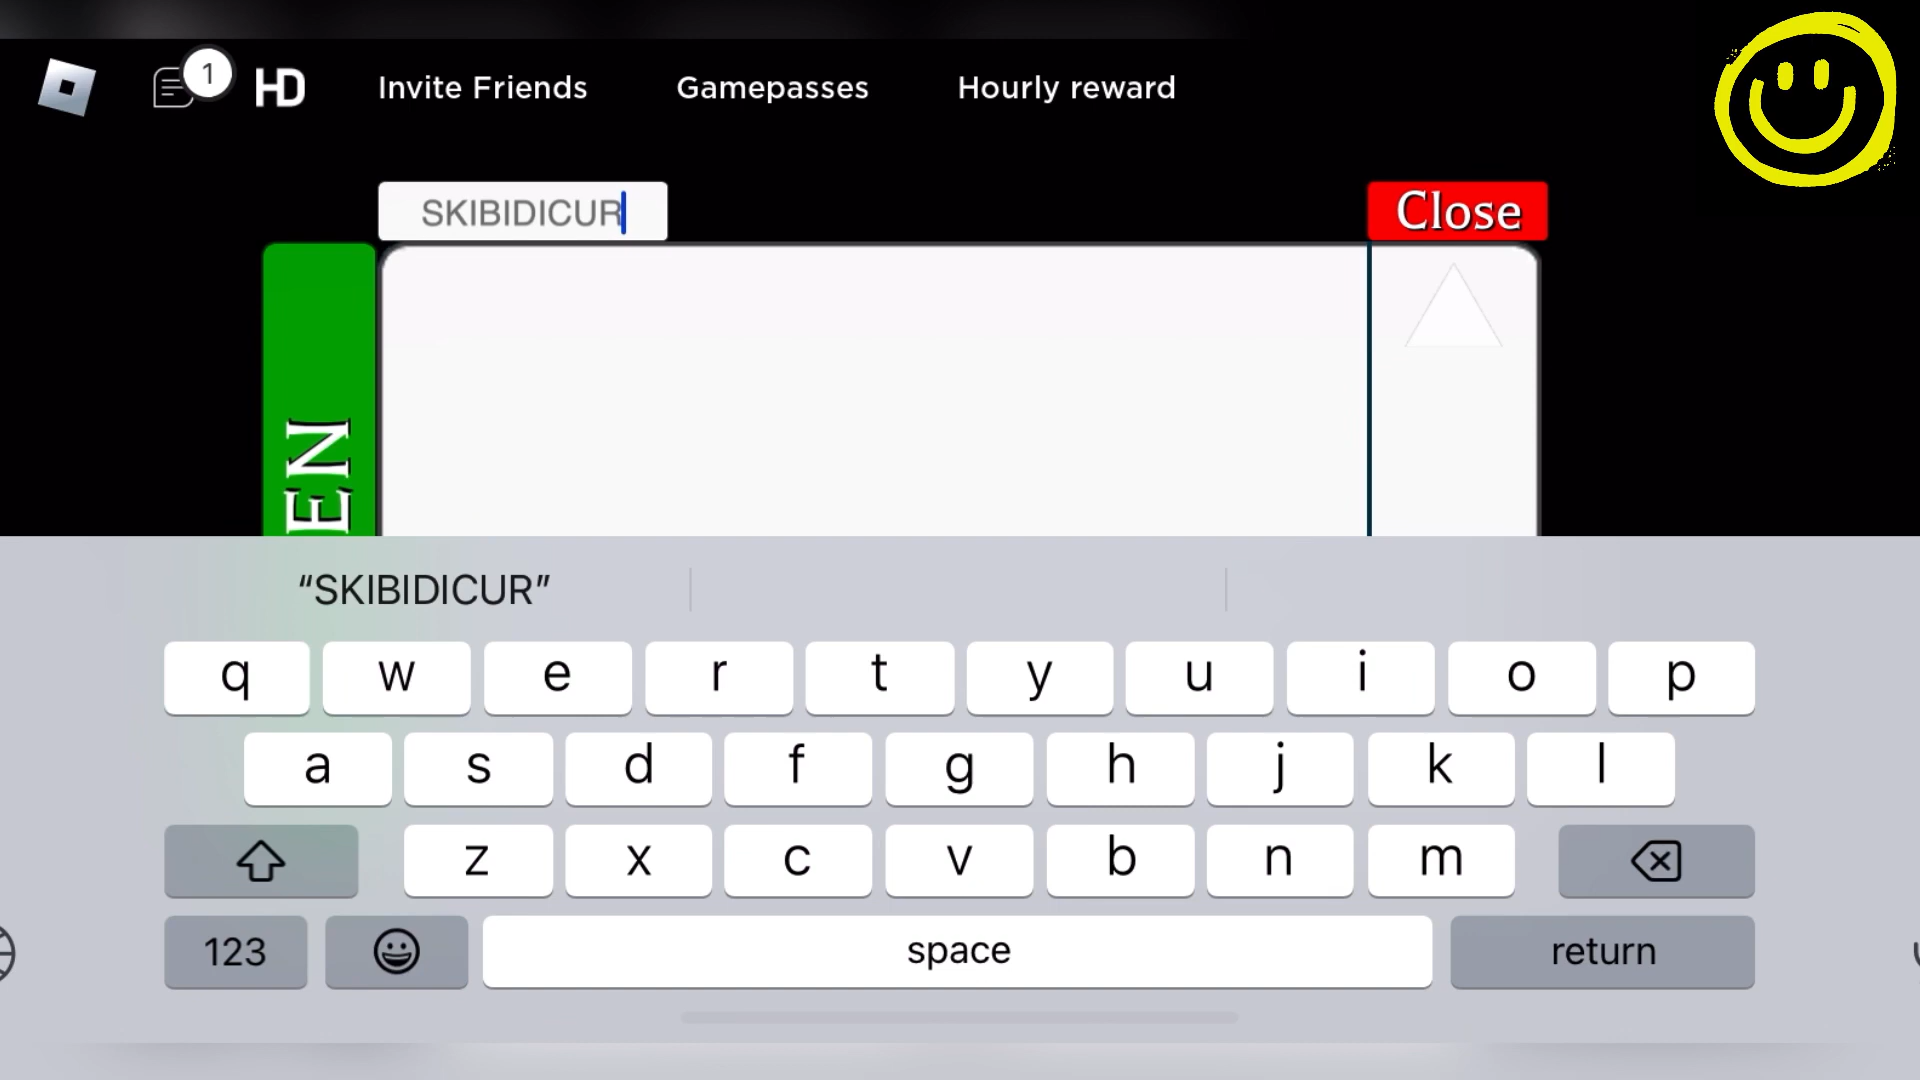 1 HD Invite Friends Gamepasses Hourly reward
SKIBIDICUR Close
EN
“SKIBIDICUR”
q w e r t y u i o p
a s d f g h j k l
z x c v b n m
123 space return